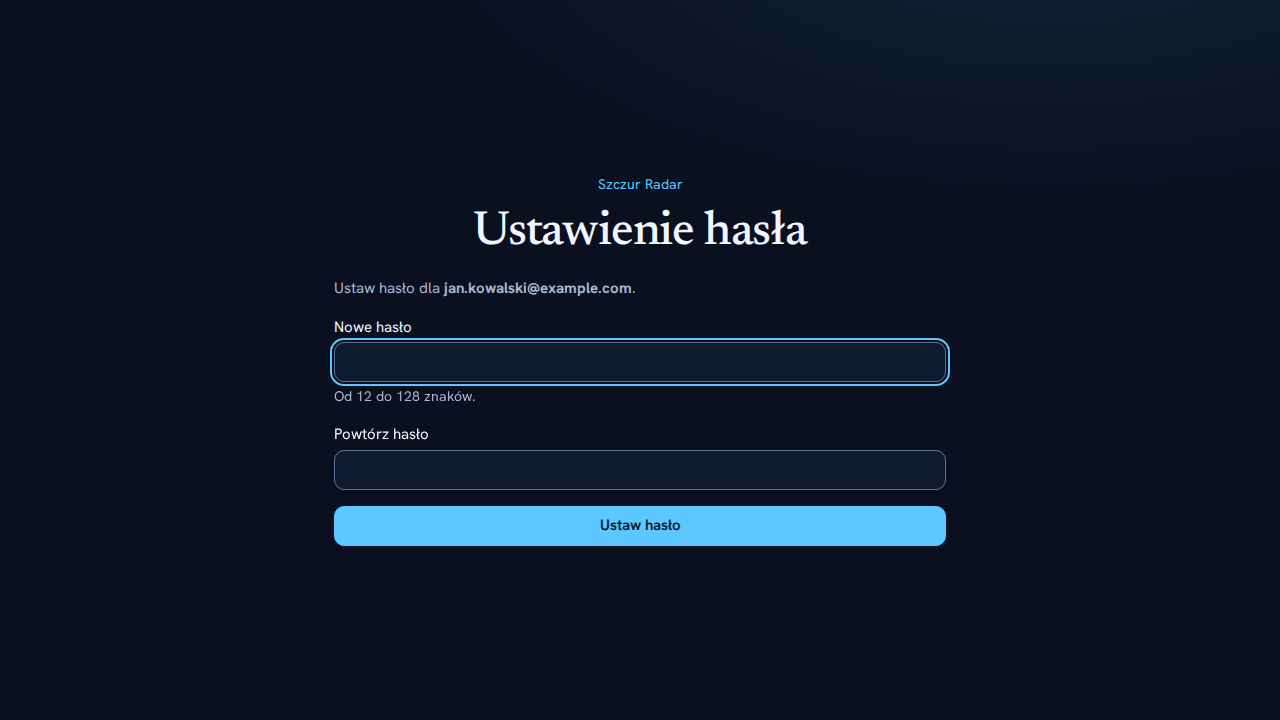 Szczur Radar
Ustawienie hasła
Ustaw hasło dla jan.kowalski@example.com.
Nowe hasło
Od 12 do 128 znaków.
Powtórz hasło
Ustaw hasło